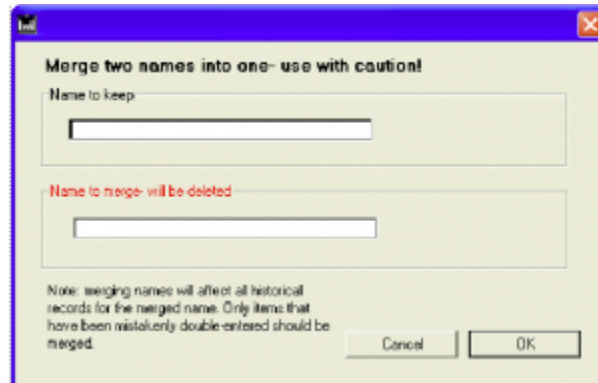 Merge two names into one- use with caution!
Name to keep
Name to merge- will be deleted
Note: merging names will affect all historical
records for the merged name. Only items that
have been mistakenly double-entered should be
merged.
Cancel
OK